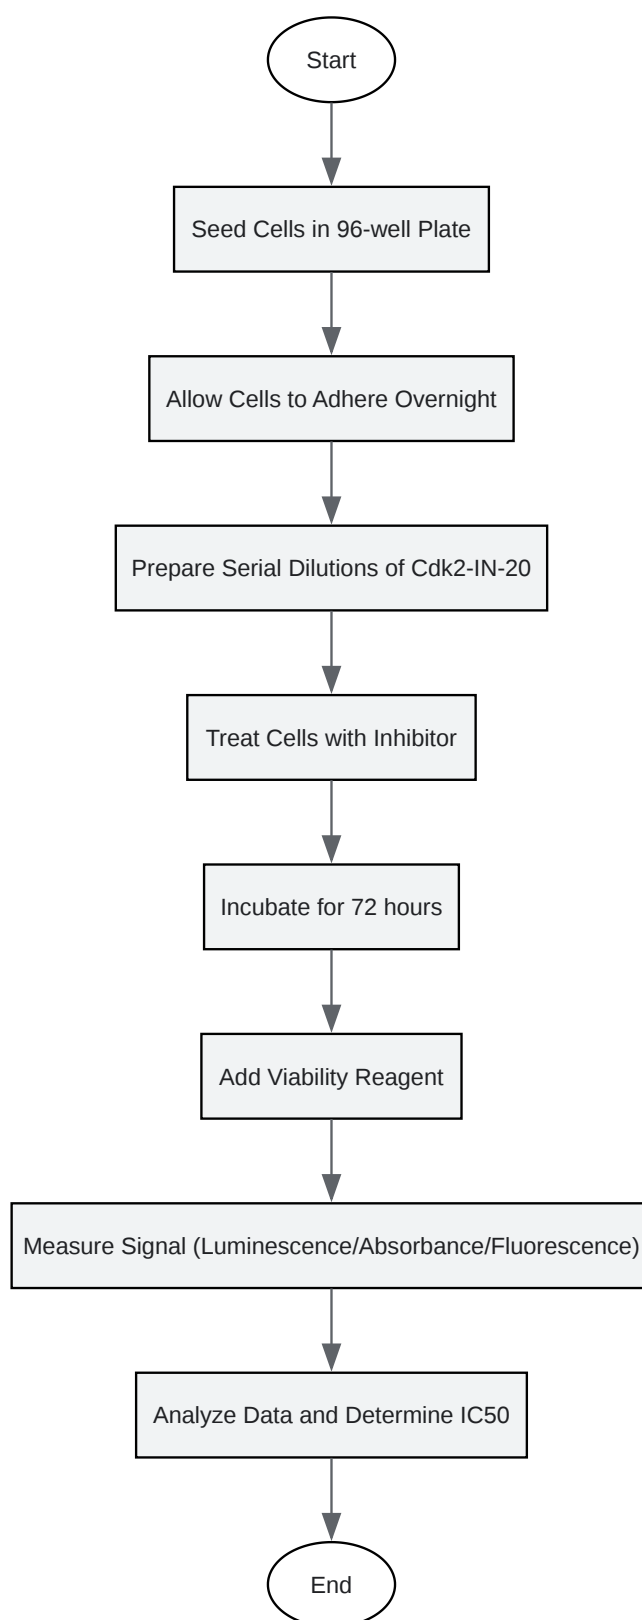 Start
Seed Cells in 96-well Plate
Allow Cells to Adhere Overnight
Prepare Serial Dilutions of Cdk2-IN-20
Treat Cells with Inhibitor
Incubate for 72 hours
Add Viability Reagent
Measure Signal (Luminescence/Absorbance/Fluorescence)
Analyze Data and Determine IC50
End